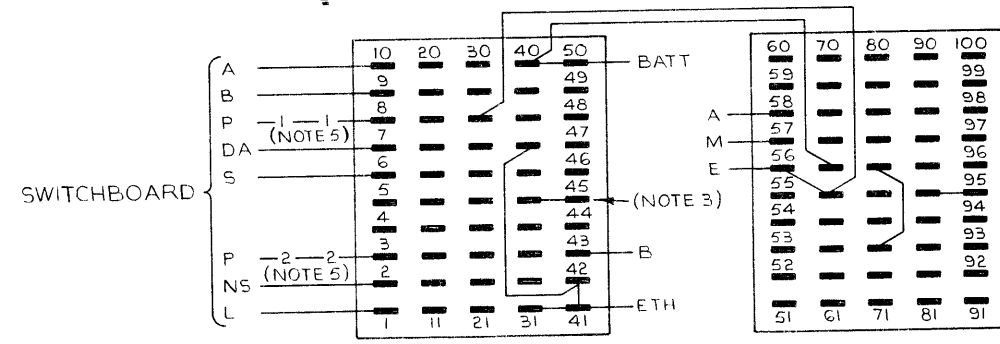 10 20 30 40 50
A BATT
9 49
B
8 48
P 1 1
(NOTE 5)
7 47
DA
6 46
S
SWITCHBOARD
5 45
(NOTE 3)
4 44
3 43
P 2 2 B
(NOTE 5)
2 42
NS
L ETH
1 11 21 31 41
60 70 80 90 100
59 99
58 98
A
57 97
M
56 96
E
55 95
54 94
53 93
52 92
51 61 71 81 91